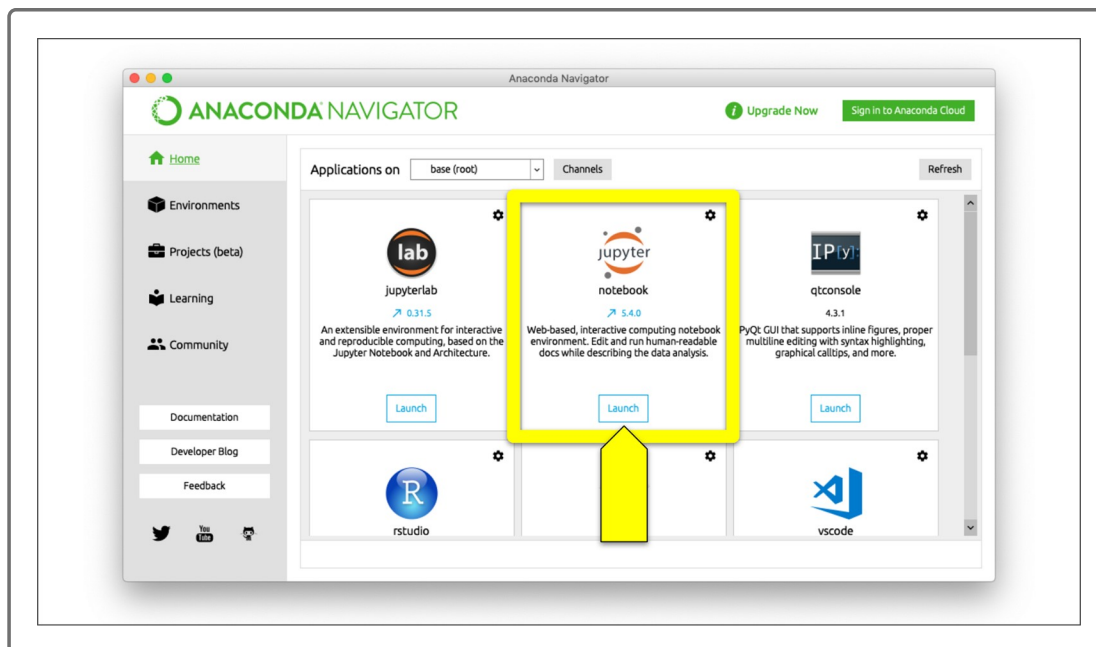 Anaconda Navigator
ANACONDA NAVIGATOR
Upgrade Now
Sign in to Anaconda Cloud
Home
Environments
Projects (beta)
Learning
Community
Documentation
Developer Blog
Feedback
You
Tube
Applications on
base (root)
Channels
Refresh
lab
jupyterlab
0.31.5
An extensible environment for interactive
and reproducible computing, based on the
Jupyter Notebook and Architecture.
Launch
jupyter
notebook
5.4.0
Web-based, interactive computing notebook
environment. Edit and run human-readable
docs while describing the data analysis.
Launch
IP[y]:
qtconsole
4.3.1
PyQt GUI that supports inline figures, proper
multiline editing with syntax highlighting,
graphical calltips, and more.
Launch
R
rstudio
vscode